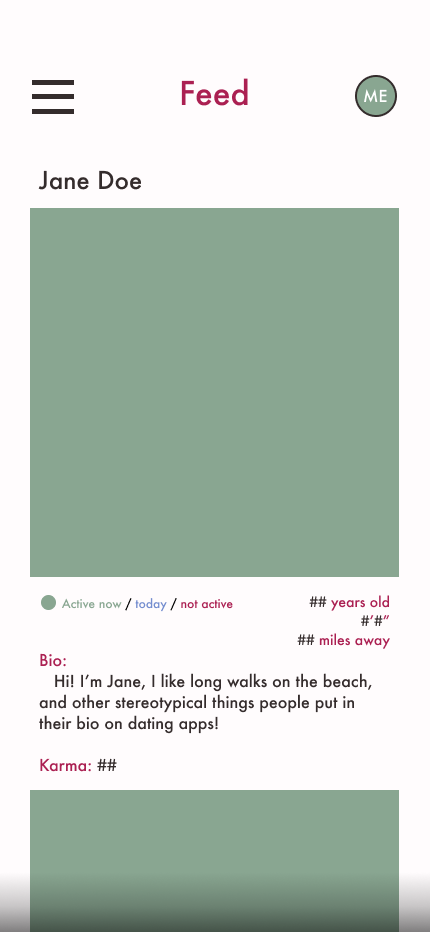 Feed
ME
Jane Doe
Active now / today / not active
## years old
#’#”
## miles away
Bio:
Hi! I’m Jane, I like long walks on the beach,
and other stereotypical things people put in
their bio on dating apps!
Karma: ##